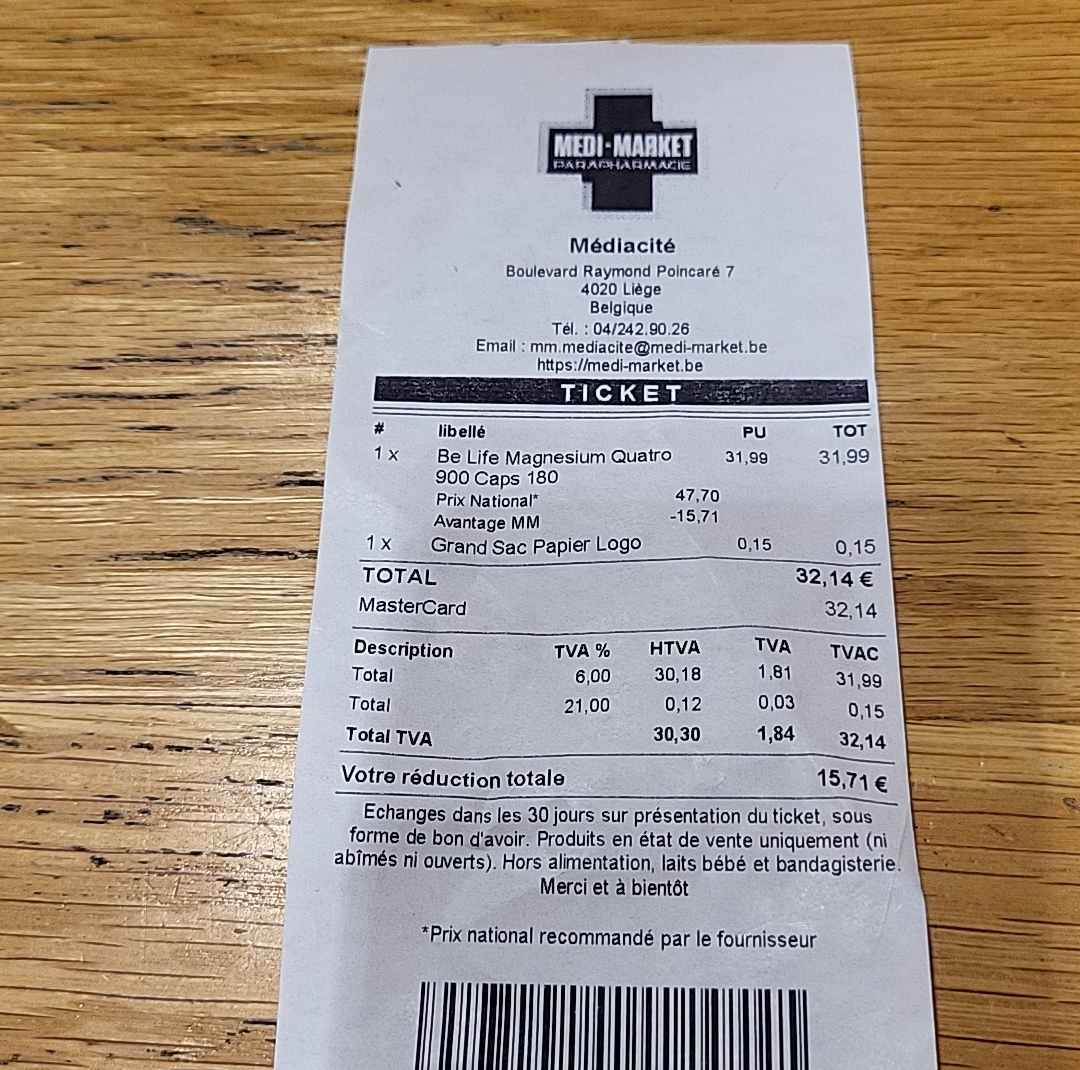 MEDI-MARKET
PARAPHARMACIE
Médiacité
Boulevard Raymond Poincaré 7
4020 Liège
Belgique
Tél. : 04/242.90.26
Email : mm.mediacite@medi-market.be
https://medi-market.be
TICKET
# libellé PU TOT
1 x Be Life Magnesium Quatro 31,99 31,99
900 Caps 180
Prix National* 47,70
Avantage MM -15,71
1 x Grand Sac Papier Logo 0,15 0,15
TOTAL 32,14 €
MasterCard 32,14
Description TVA % HTVA TVA TVAC
Total 6,00 30,18 1,81 31,99
Total 21,00 0,12 0,03 0,15
Total TVA 30,30 1,84 32,14
Votre réduction totale 15,71 €
Echanges dans les 30 jours sur présentation du ticket, sous
forme de bon d'avoir. Produits en état de vente uniquement (ni
abîmés ni ouverts). Hors alimentation, laits bébé et bandagisterie.
Merci et à bientôt
*Prix national recommandé par le fournisseur